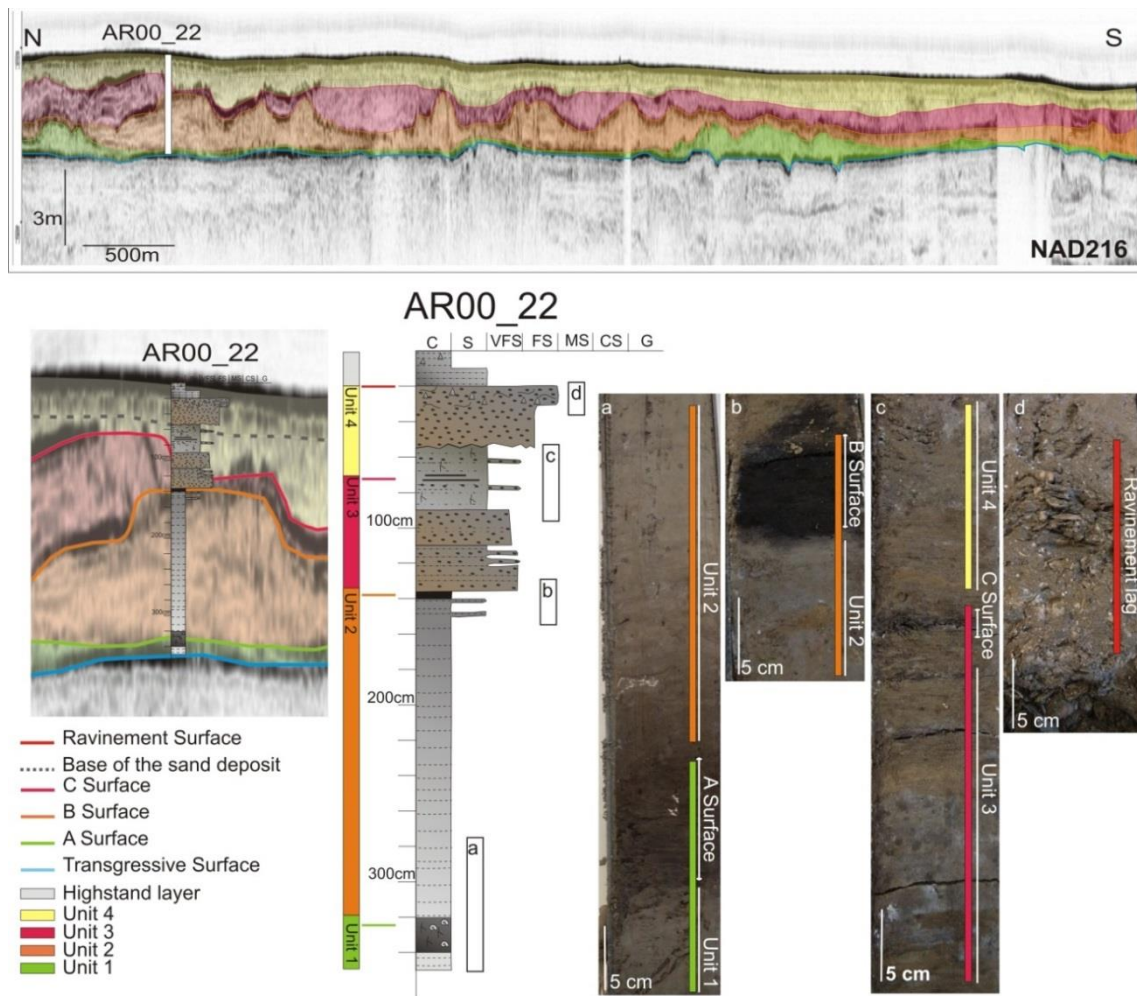 N
AR00_22
S
3m
500m
NAD216
AR00_22
AR00_22
C S VFS FS MS CS G
Unit 4
Unit 3
Unit 2
Unit 1
100cm
200cm
300cm
d
c
b
a
a
Unit 2
A Surface
Unit 1
5 cm
b
B Surface
Unit 2
5 cm
c
Unit 4
C Surface
Unit 3
5 cm
d
Ravinement lag
5 cm
Ravinement Surface
Base of the sand deposit
C Surface
B Surface
A Surface
Transgressive Surface
Highstand layer
Unit 4
Unit 3
Unit 2
Unit 1